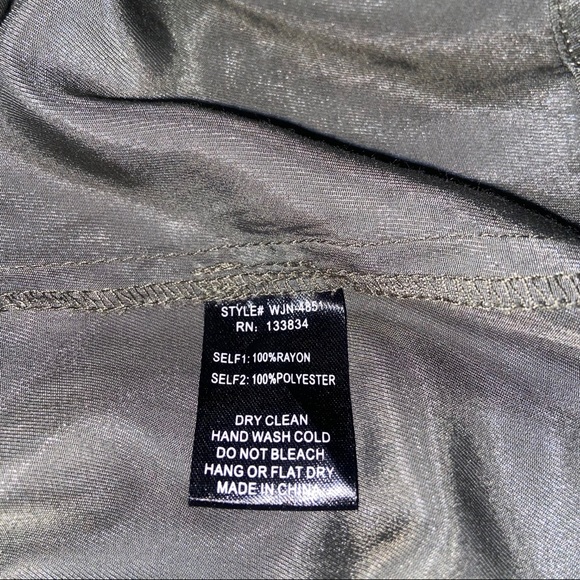 STYLE# WJN-4851
RN: 133834
SELF1: 100%RAYON
SELF2: 100%POLYESTER
DRY CLEAN
HAND WASH COLD
DO NOT BLEACH
HANG OR FLAT DRY
MADE IN CHINA